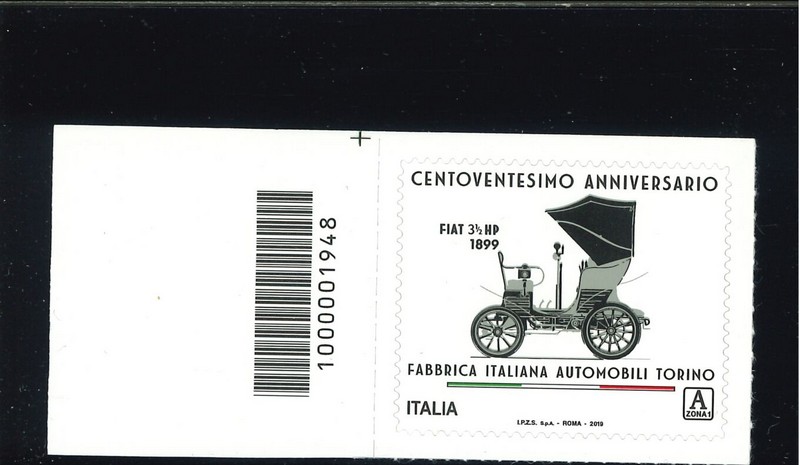 1000001948
CENTOVENTESIMO ANNIVERSARIO
FIAT 3½ HP
1899
FABBRICA ITALIANA AUTOMOBILI TORINO
ITALIA
A
ZONA 1
I.P.Z.S. S.p.A. - ROMA - 2019